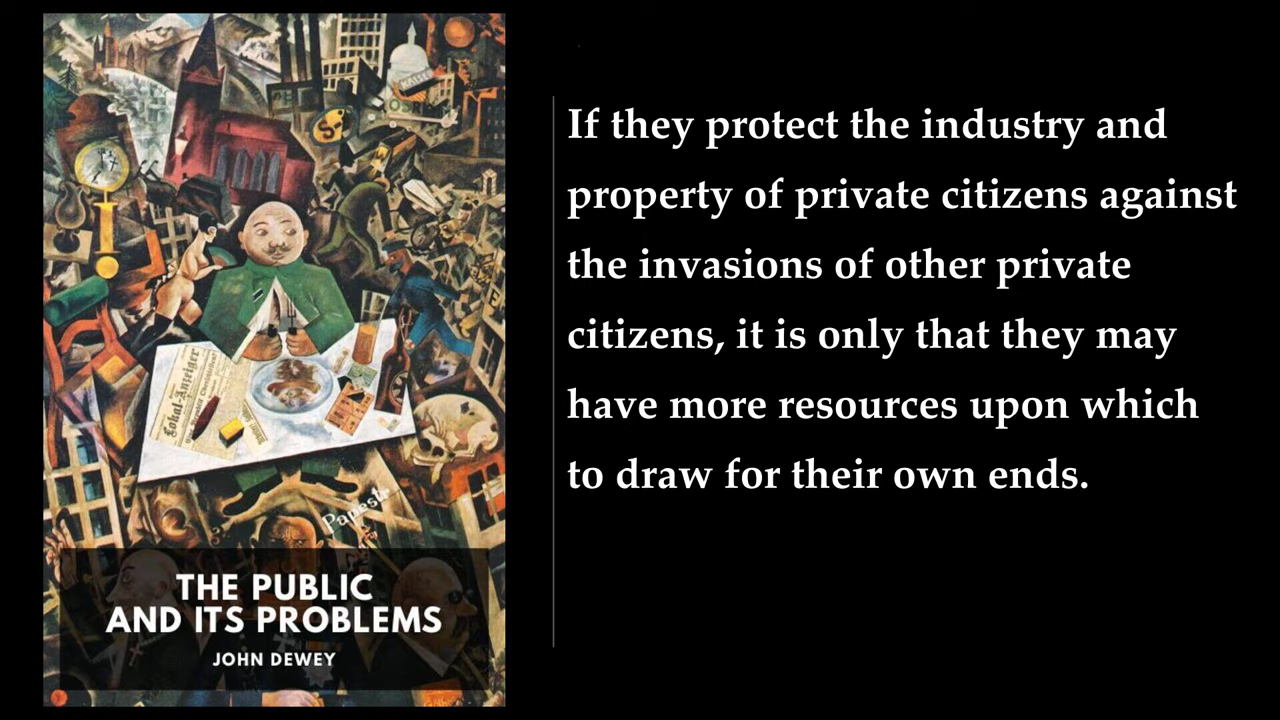 If they protect the industry and
property of private citizens against
the invasions of other private
citizens, it is only that they may
have more resources upon which
to draw for their own ends.
Lokal-Anzeiger
THE PUBLIC
AND ITS PROBLEMS
JOHN DEWEY